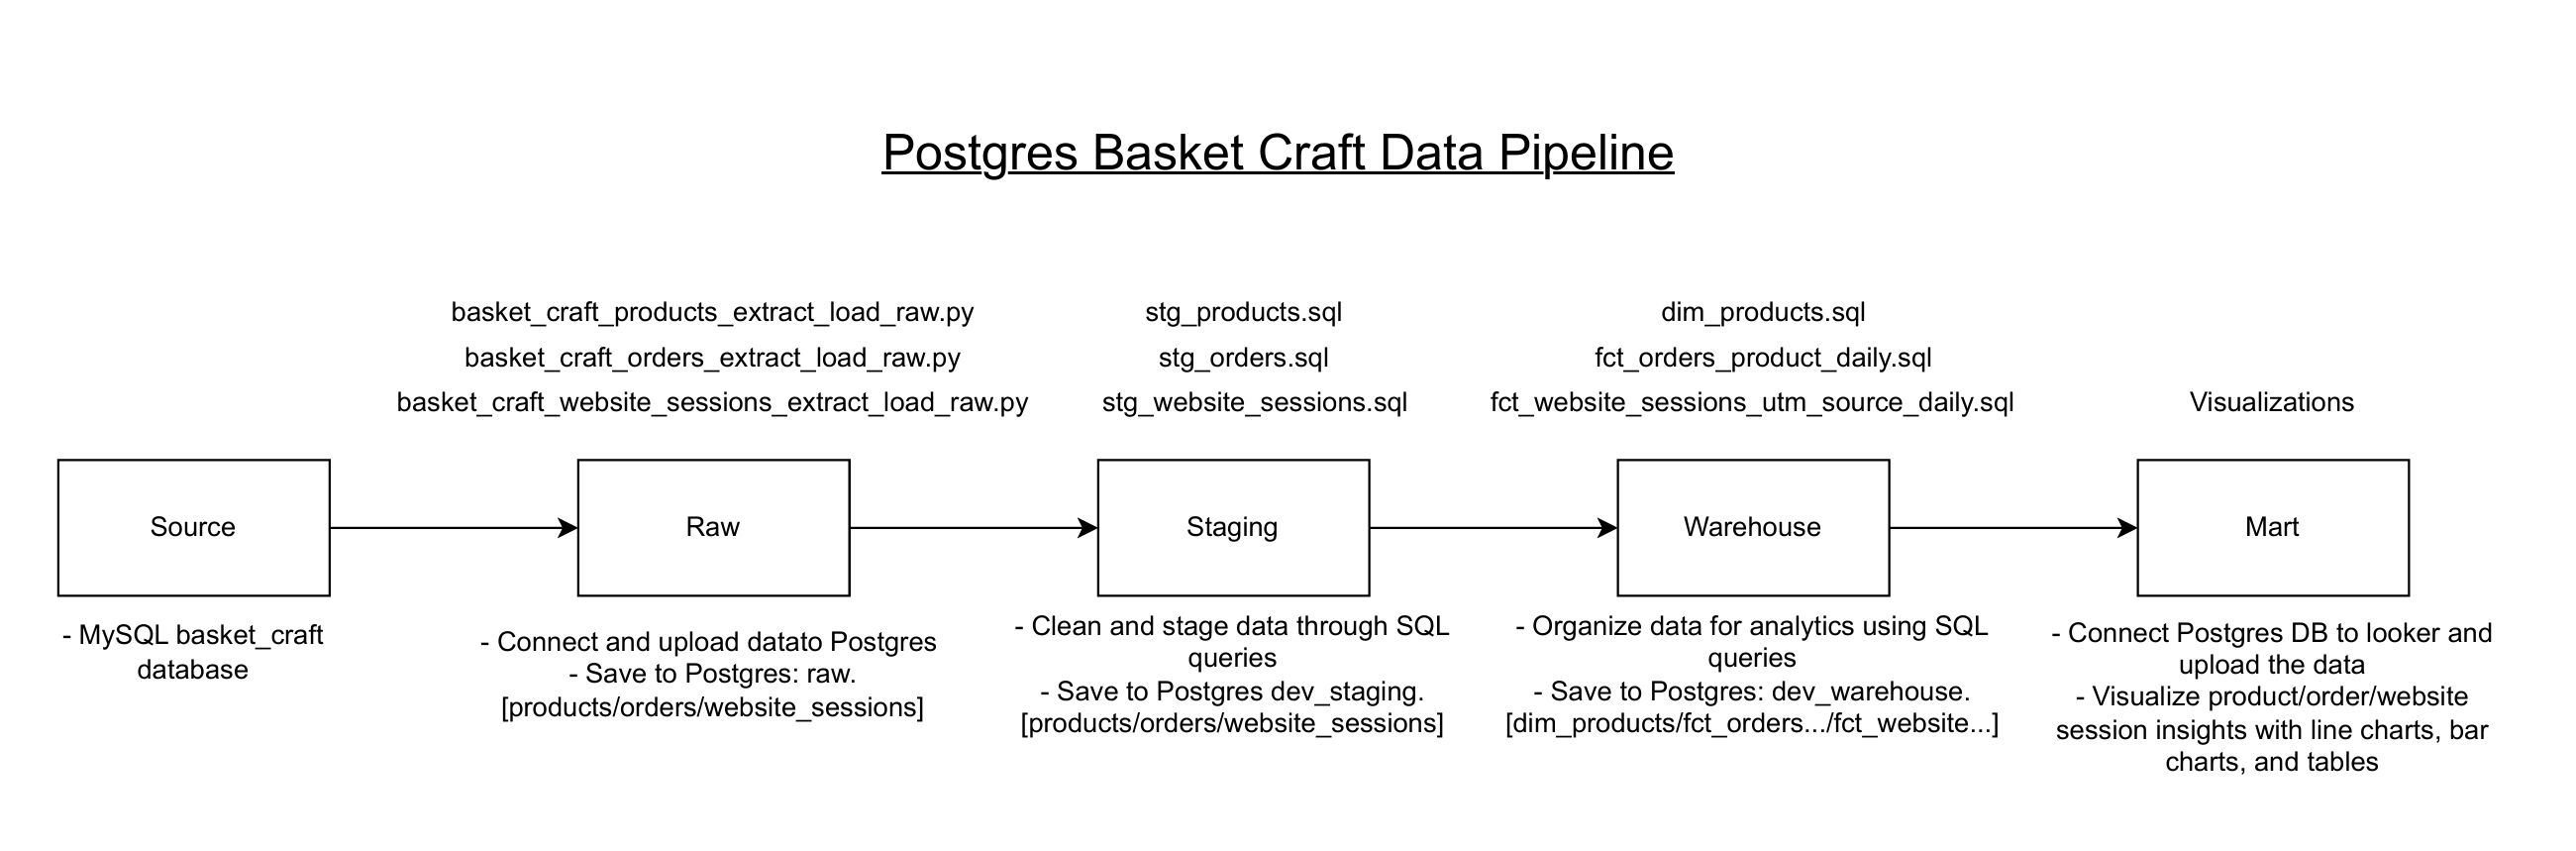 Postgres Basket Craft Data Pipeline
basket_craft_products_extract_load_raw.py
basket_craft_orders_extract_load_raw.py
basket_craft_website_sessions_extract_load_raw.py
stg_products.sql
stg_orders.sql
stg_website_sessions.sql
dim_products.sql
fct_orders_product_daily.sql
fct_website_sessions_utm_source_daily.sql
Visualizations
Source
Raw
Staging
Warehouse
Mart
- MySQL basket_craft
database
- Connect and upload datato Postgres
- Save to Postgres: raw.
[products/orders/website_sessions]
- Clean and stage data through SQL
queries
- Save to Postgres dev_staging.
[products/orders/website_sessions]
- Organize data for analytics using SQL
queries
- Save to Postgres: dev_warehouse.
[dim_products/fct_orders.../fct_website...]
- Connect Postgres DB to looker and
upload the data
- Visualize product/order/website
session insights with line charts, bar
charts, and tables